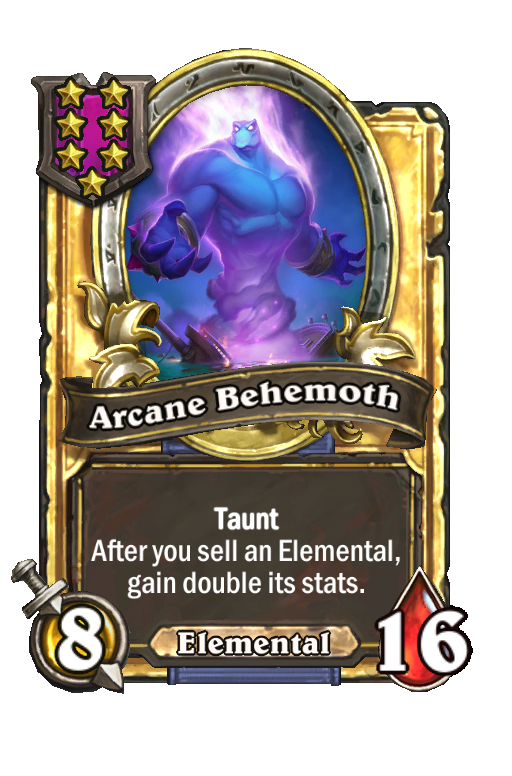 Arcane Behemoth
Taunt
After you sell an Elemental,
gain double its stats.
8
Elemental
16